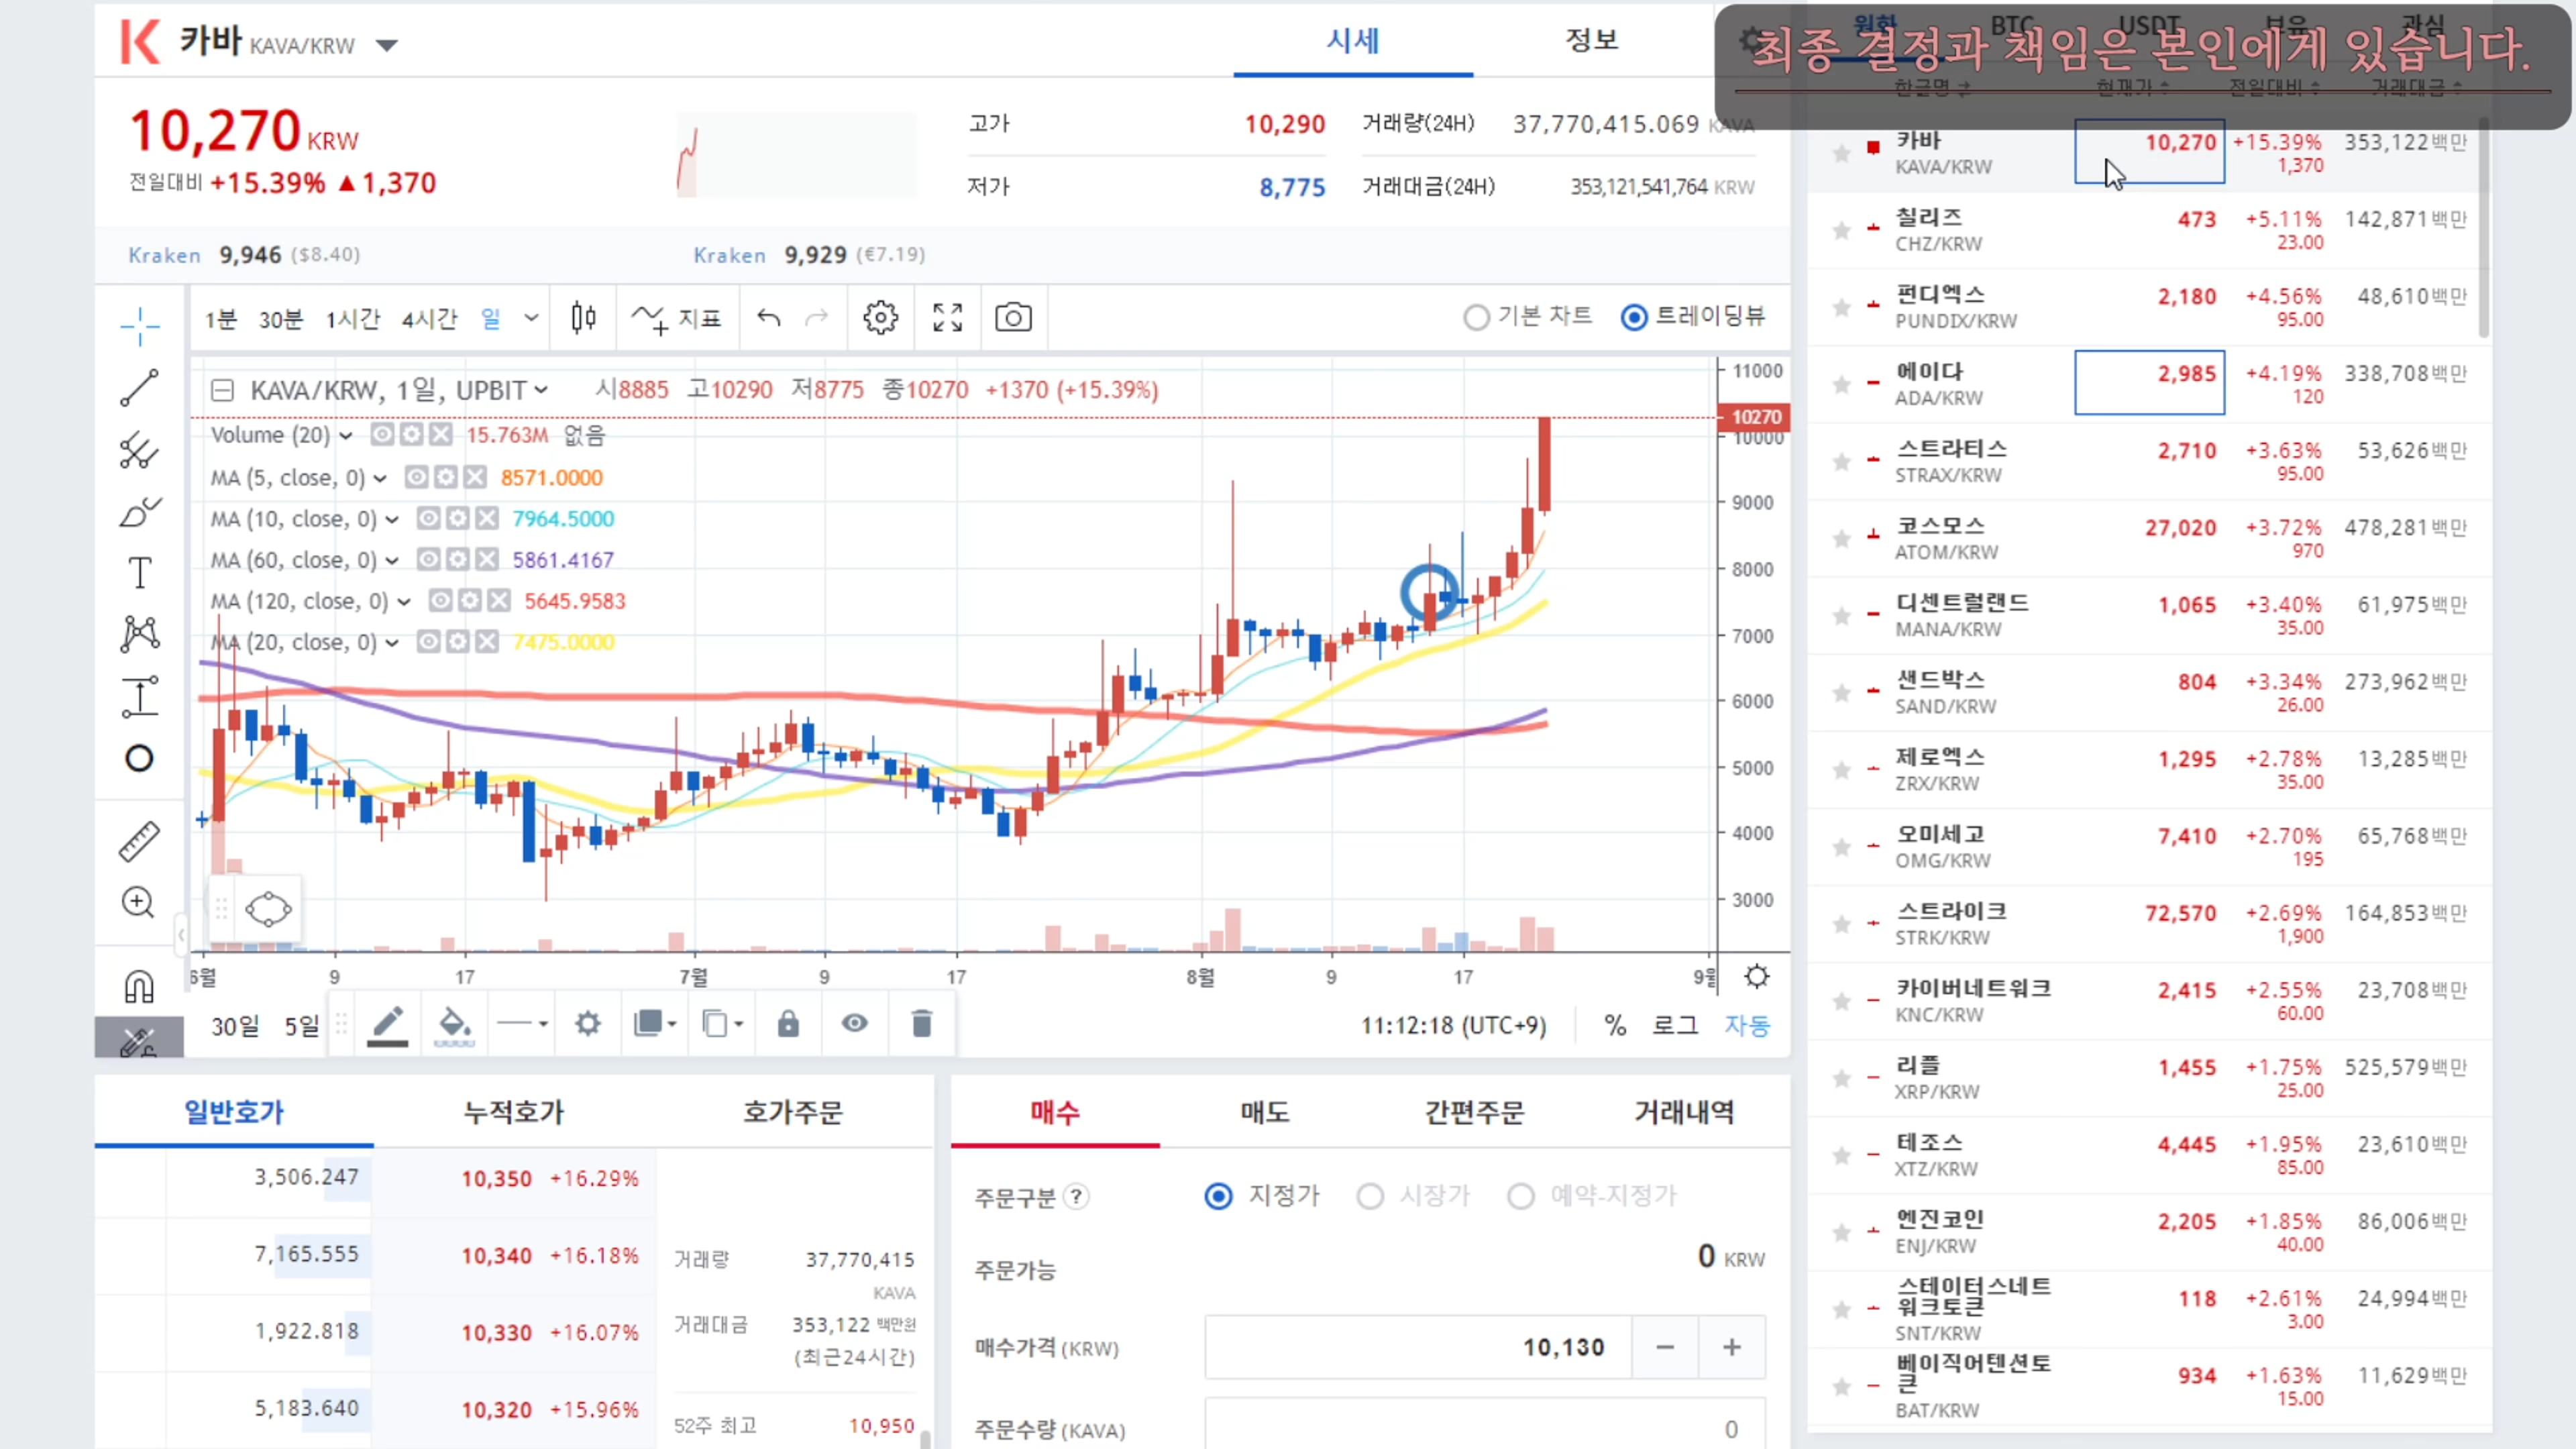 카바 KAVA/KRW
시세 정보
최종 결정과 책임은 본인에게 있습니다.
원화 BTC USDT 보유 관심
한글명 현재가 전일대비 거래대금
10,270 KRW
전일대비 +15.39% ▲1,370
고가 10,290 거래량(24H) 37,770,415.069 KAVA
저가 8,775 거래대금(24H) 353,121,541,764 KRW
Kraken 9,946 ($8.40) Kraken 9,929 (€7.19)
1분 30분 1시간 4시간 일 지표 기본 차트 트레이딩뷰
KAVA/KRW, 1일, UPBIT 시8885 고10290 저8775 종10270 +1370 (+15.39%)
Volume (20) 15.763M 없음
MA (5, close, 0) 8571.0000
MA (10, close, 0) 7964.5000
MA (60, close, 0) 5861.4167
MA (120, close, 0) 5645.9583
MA (20, close, 0) 7475.0000
11000
10270
10000
9000
8000
7000
6000
5000
4000
3000
6월 9 17 7월 9 17 8월 9 17 9월
30일 5일
11:12:18 (UTC+9) % 로그 자동
일반호가 누적호가 호가주문
3,506.247 10,350 +16.29%
7,165.555 10,340 +16.18%
1,922.818 10,330 +16.07%
5,183.640 10,320 +15.96%
거래량 37,770,415
KAVA
거래대금 353,122 백만원
(최근24시간)
52주 최고 10,950
매수 매도 간편주문 거래내역
주문구분 ? 지정가 시장가 예약-지정가
주문가능 0 KRW
매수가격 (KRW) 10,130 − +
주문수량 (KAVA) 0
카바 10,270 +15.39% 353,122백만
KAVA/KRW 1,370
칠리즈 473 +5.11% 142,871백만
CHZ/KRW 23.00
펀디엑스 2,180 +4.56% 48,610백만
PUNDIX/KRW 95.00
에이다 2,985 +4.19% 338,708백만
ADA/KRW 120
스트라티스 2,710 +3.63% 53,626백만
STRAX/KRW 95.00
코스모스 27,020 +3.72% 478,281백만
ATOM/KRW 970
디센트럴랜드 1,065 +3.40% 61,975백만
MANA/KRW 35.00
샌드박스 804 +3.34% 273,962백만
SAND/KRW 26.00
제로엑스 1,295 +2.78% 13,285백만
ZRX/KRW 35.00
오미세고 7,410 +2.70% 65,768백만
OMG/KRW 195
스트라이크 72,570 +2.69% 164,853백만
STRK/KRW 1,900
카이버네트워크 2,415 +2.55% 23,708백만
KNC/KRW 60.00
리플 1,455 +1.75% 525,579백만
XRP/KRW 25.00
테조스 4,445 +1.95% 23,610백만
XTZ/KRW 85.00
엔진코인 2,205 +1.85% 86,006백만
ENJ/KRW 40.00
스테이터스네트
워크토큰 118 +2.61% 24,994백만
SNT/KRW 3.00
베이직어텐션토
큰 934 +1.63% 11,629백만
BAT/KRW 15.00